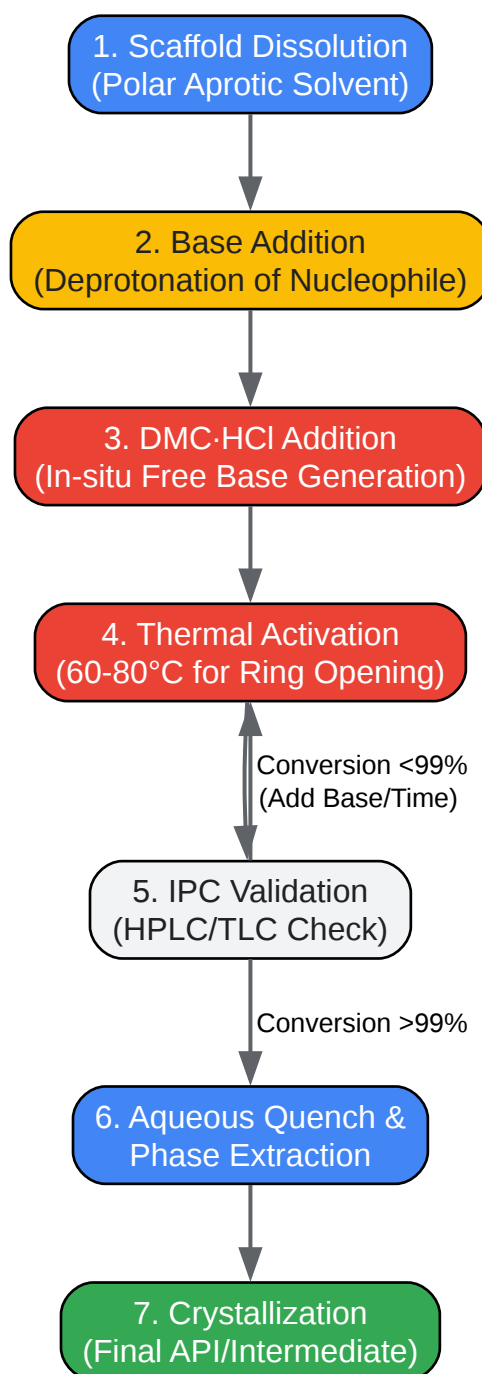 1. Scaffold Dissolution
(Polar Aprotic Solvent)
2. Base Addition
(Deprotonation of Nucleophile)
3. DMC·HCl Addition
(In-situ Free Base Generation)
4. Thermal Activation
(60-80°C for Ring Opening)
Conversion <99%
(Add Base/Time)
5. IPC Validation
(HPLC/TLC Check)
Conversion >99%
6. Aqueous Quench &
Phase Extraction
7. Crystallization
(Final API/Intermediate)